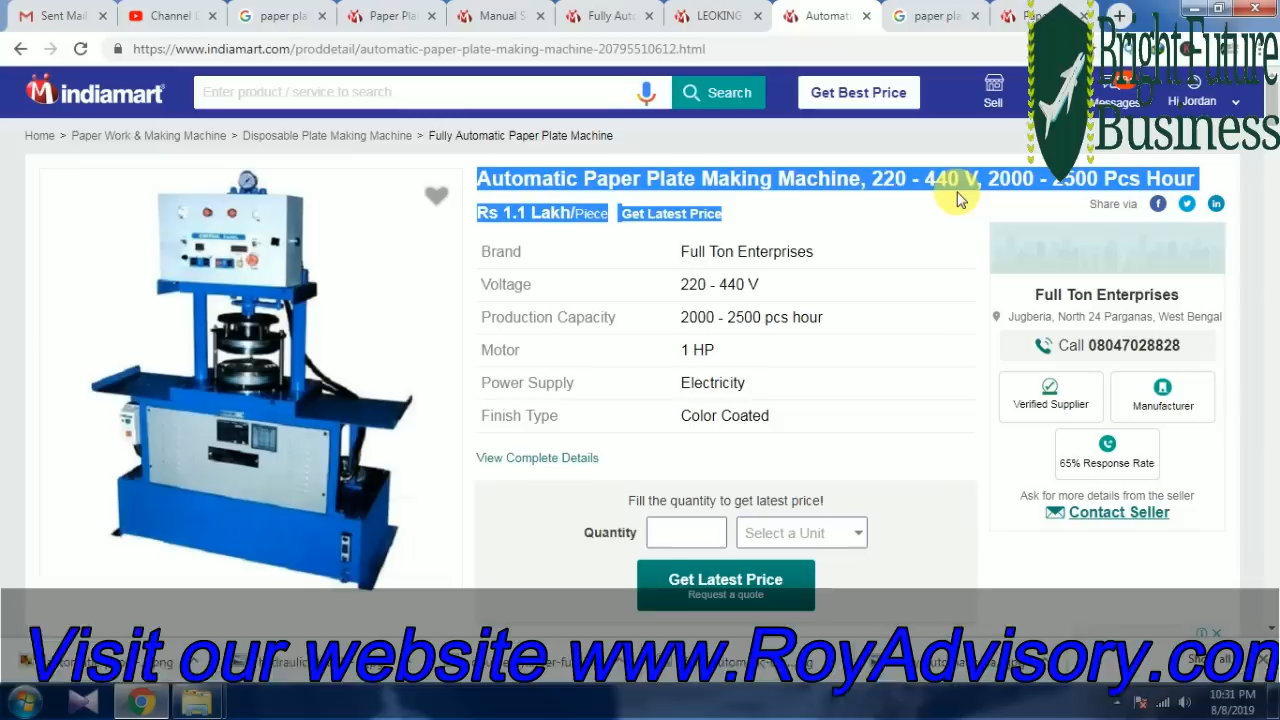 Sent Mail
Channel D
paper pla
Paper Pla
Manual S
Fully Auto
LEOKING
Automat
paper pl
https://www.indiamart.com/proddetail/automatic-paper-plate-making-machine-20795510612.html
Bright Future
Business
indiamart
Enter product / service to search
Search
Get Best Price
Sell
Messages
Hi Jordan
Home > Paper Work & Making Machine > Disposable Plate Making Machine > Fully Automatic Paper Plate Machine
Automatic Paper Plate Making Machine, 220 - 440 V, 2000 - 2500 Pcs Hour
Rs 1.1 Lakh/Piece Get Latest Price
Share via
Brand Full Ton Enterprises
Voltage 220 - 440 V
Production Capacity 2000 - 2500 pcs hour
Motor 1 HP
Power Supply Electricity
Finish Type Color Coated
View Complete Details
Fill the quantity to get latest price!
Quantity
Select a Unit
Get Latest Price
Request a quote
Full Ton Enterprises
Jugberia, North 24 Parganas, West Bengal
Call 08047028828
Verified Supplier
Manufacturer
65% Response Rate
Ask for more details from the seller
Contact Seller
Visit our website www.RoyAdvisory.com
10:31 PM
8/8/2019